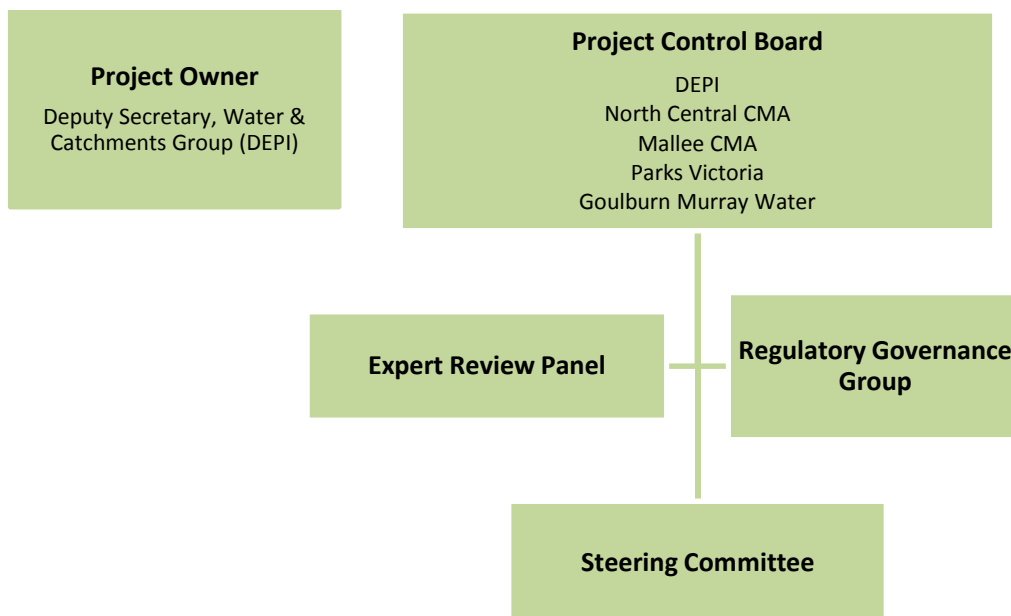 Project Owner
Deputy Secretary, Water &
Catchments Group (DEPI)
Project Control Board
DEPI
North Central CMA
Mallee CMA
Parks Victoria
Goulburn Murray Water
Expert Review Panel
Regulatory Governance
Group
Steering Committee